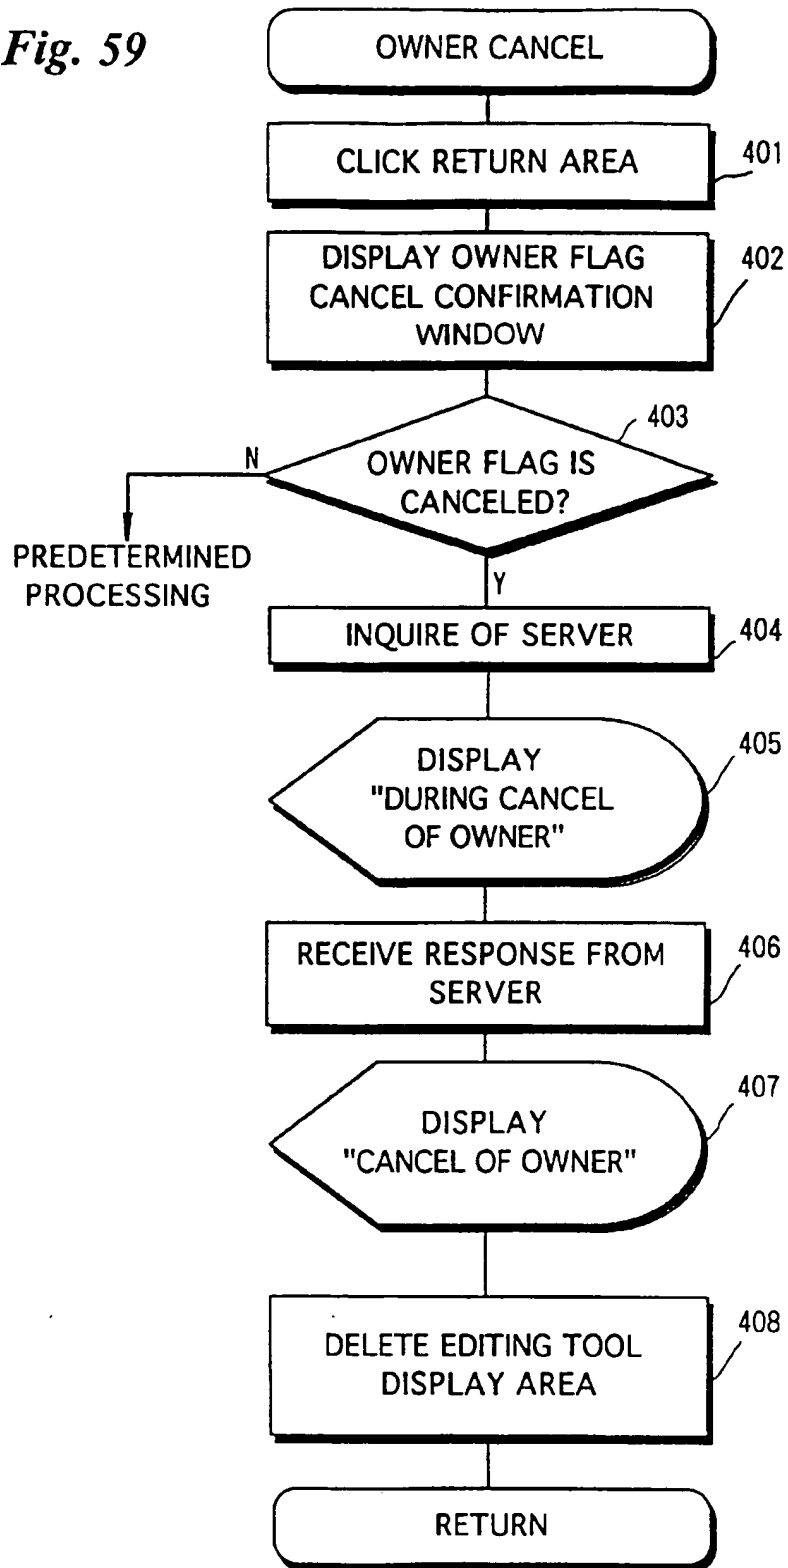 Fig. 59
OWNER CANCEL
CLICK RETURN AREA
401
DISPLAY OWNER FLAG
CANCEL CONFIRMATION
WINDOW
402
403
OWNER FLAG IS
CANCELED?
N
PREDETERMINED
PROCESSING
Y
INQUIRE OF SERVER
404
DISPLAY
"DURING CANCEL
OF OWNER"
405
RECEIVE RESPONSE FROM
SERVER
406
DISPLAY
"CANCEL OF OWNER"
407
DELETE EDITING TOOL
DISPLAY AREA
408
RETURN